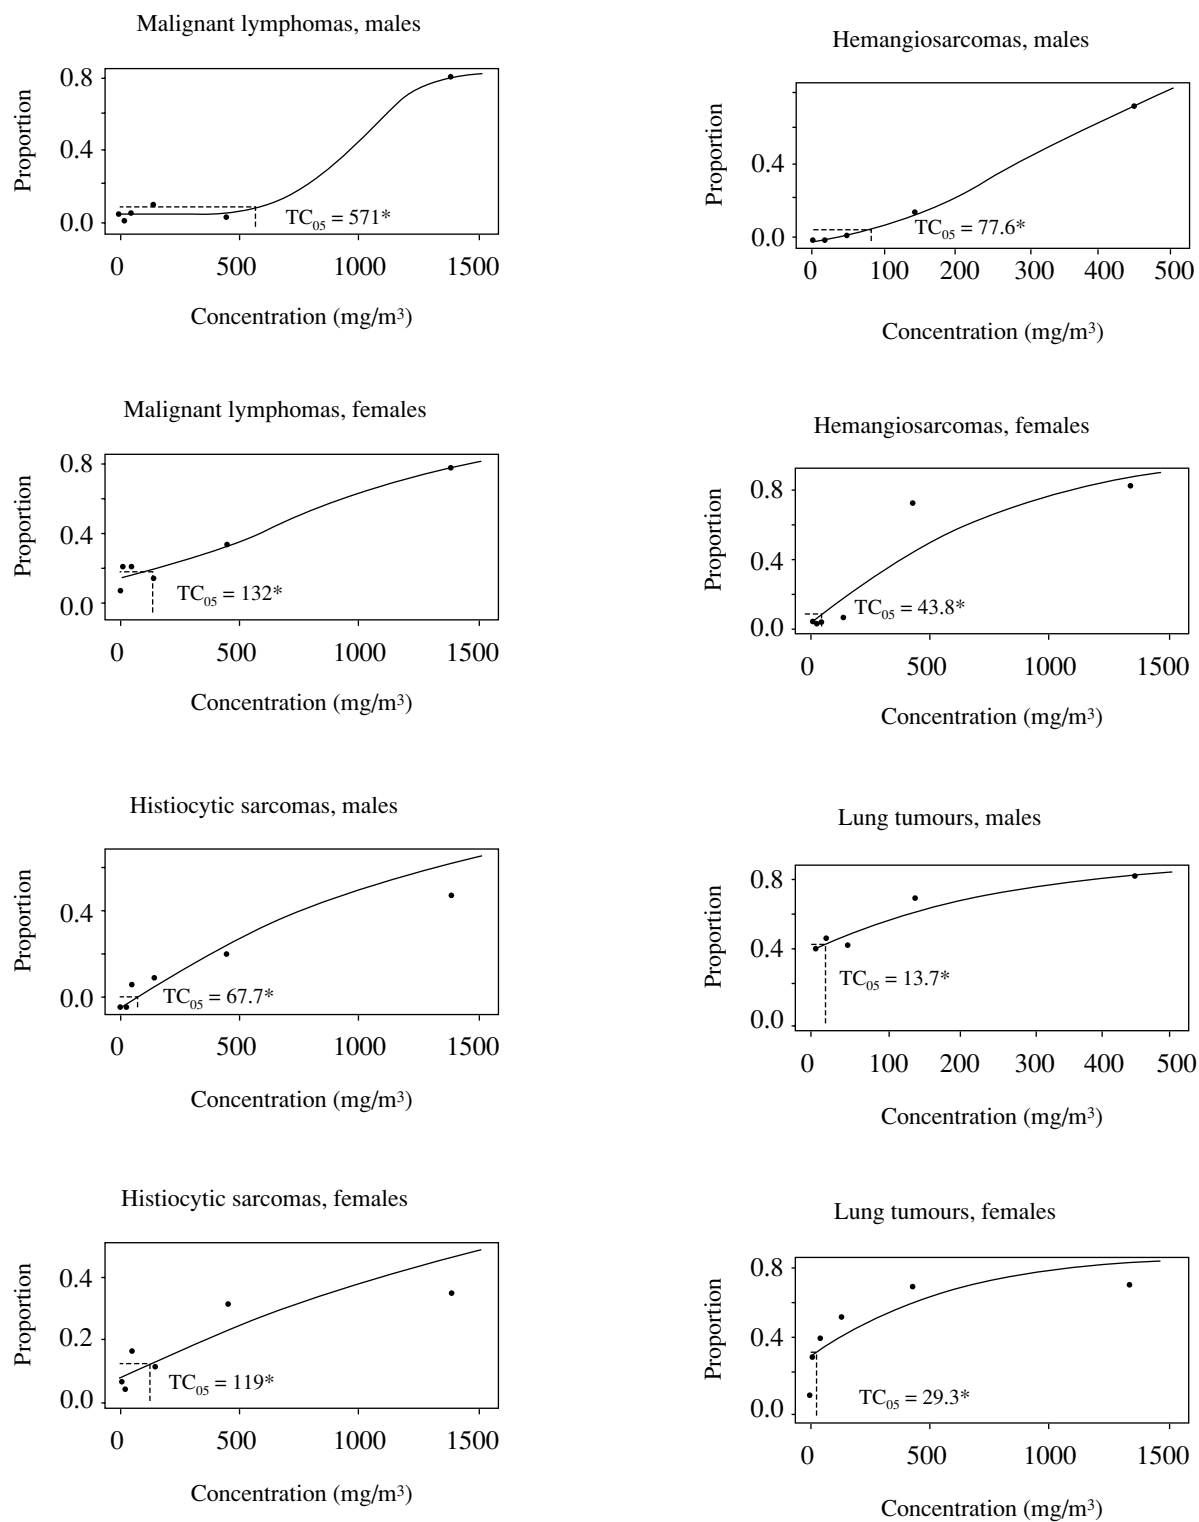 Malignant lymphomas, males
Proportion
0.8
0.4
0.0
TC₀₅ = 571*
0 500 1000 1500
Concentration (mg/m³)
Hemangiosarcomas, males
Proportion
0.4
0.0
TC₀₅ = 77.6*
0 100 200 300 400 500
Concentration (mg/m³)
Malignant lymphomas, females
Proportion
0.8
0.4
0.0
TC₀₅ = 132*
0 500 1000 1500
Concentration (mg/m³)
Hemangiosarcomas, females
Proportion
0.8
0.4
0.0
TC₀₅ = 43.8*
0 500 1000 1500
Concentration (mg/m³)
Histiocytic sarcomas, males
Proportion
0.4
0.0
TC₀₅ = 67.7*
0 500 1000 1500
Concentration (mg/m³)
Lung tumours, males
Proportion
0.8
0.4
0.0
TC₀₅ = 13.7*
0 100 200 300 400 500
Concentration (mg/m³)
Histiocytic sarcomas, females
Proportion
0.4
0.2
0.0
TC₀₅ = 119*
0 500 1000 1500
Concentration (mg/m³)
Lung tumours, females
Proportion
0.8
0.4
0.0
TC₀₅ = 29.3*
0 500 1000 1500
Concentration (mg/m³)